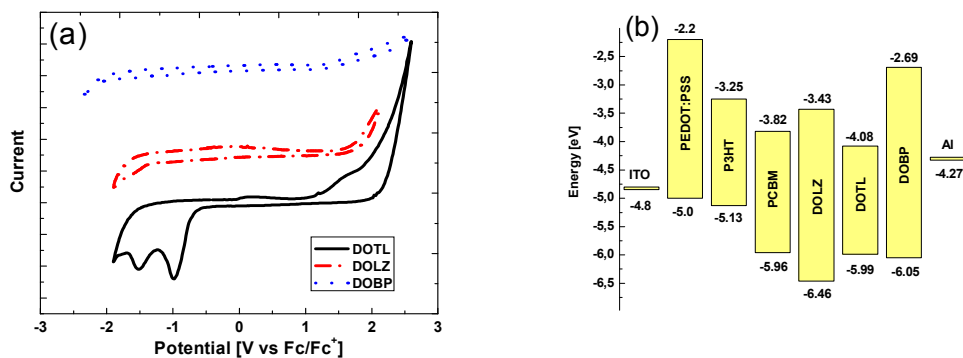 (a)
Current
DOTL
DOLZ
DOBP
-3 -2 -1 0 1 2 3
Potential [V vs Fc/Fc+]
(b)
Energy [eV]
-2,5
-3,0
-3,5
-4,0
-4,5
-5,0
-5,5
-6,0
-6,5
ITO
-4.8
-2.2
PEDOT:PSS
-5.0
-3.25
P3HT
-5.13
-3.82
PCBM
-5.96
-3.43
DOLZ
-6.46
-4.08
DOTL
-5.99
-2.69
DOBP
-6.05
Al
-4.27